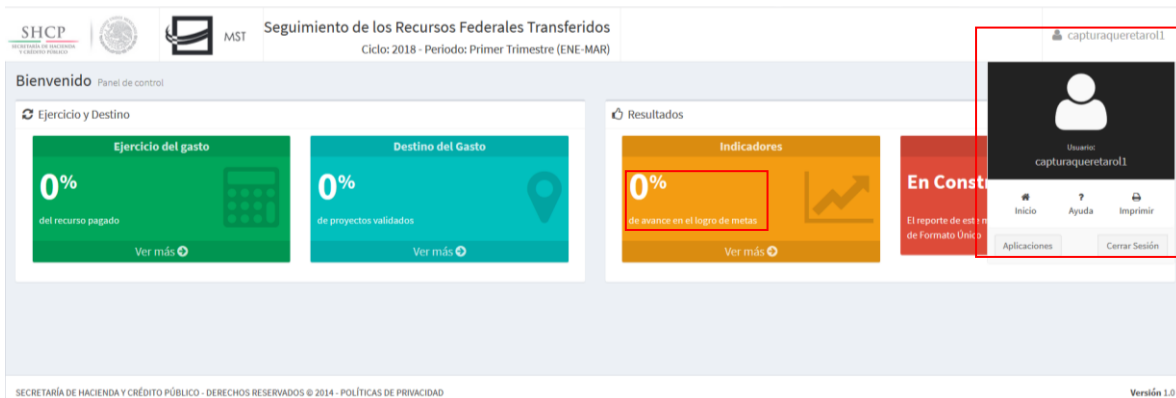 SHCP
SECRETARÍA DE HACIENDA
Y CRÉDITO PÚBLICO
MST
Seguimiento de los Recursos Federales Transferidos
Ciclo: 2018 - Periodo: Primer Trimestre (ENE-MAR)
capturaqueretarol1
Bienvenido Panel de control
Ejercicio y Destino
Resultados
Ejercicio del gasto
0%
del recurso pagado
Ver más
Destino del Gasto
0%
de proyectos validados
Ver más
Indicadores
0%
de avance en el logro de metas
Ver más
En Const
El reporte de este m
de Formato Único
Usuario:
capturaqueretarol1
Inicio Ayuda Imprimir
Aplicaciones Cerrar Sesión
SECRETARÍA DE HACIENDA Y CRÉDITO PÚBLICO - DERECHOS RESERVADOS © 2014 - POLÍTICAS DE PRIVACIDAD
Versión 1.0